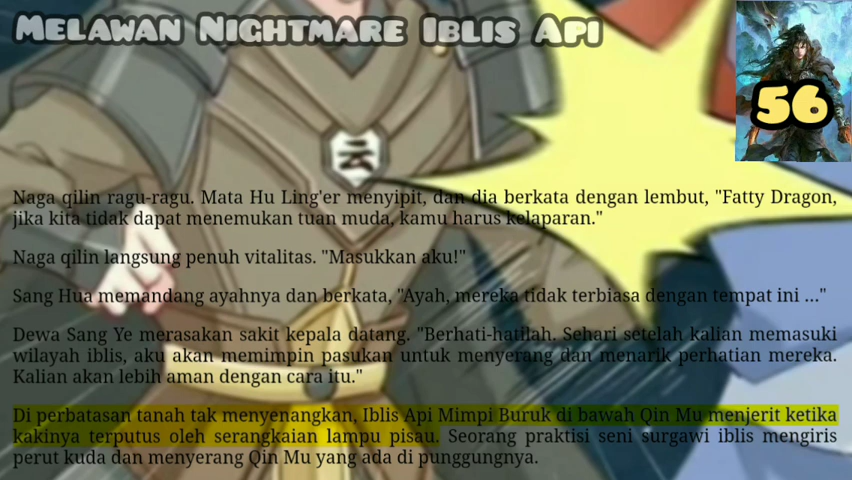 Melawan Nightmare Iblis Api
56
云
Naga qilin ragu-ragu. Mata Hu Ling'er menyipit, dan dia berkata dengan lembut, "Fatty Dragon,
jika kita tidak dapat menemukan tuan muda, kamu harus kelaparan."
Naga qilin langsung penuh vitalitas. "Masukkan aku!"
Sang Hua memandang ayahnya dan berkata, "Ayah, mereka tidak terbiasa dengan tempat ini ..."
Dewa Sang Ye merasakan sakit kepala datang. "Berhati-hatilah. Sehari setelah kalian memasuki
wilayah iblis, aku akan memimpin pasukan untuk menyerang dan menarik perhatian mereka.
Kalian akan lebih aman dengan cara itu."
Di perbatasan tanah tak menyenangkan, Iblis Api Mimpi Buruk di bawah Qin Mu menjerit ketika
kakinya terputus oleh serangkaian lampu pisau. Seorang praktisi seni surgawi iblis mengiris
perut kuda dan menyerang Qin Mu yang ada di punggungnya.